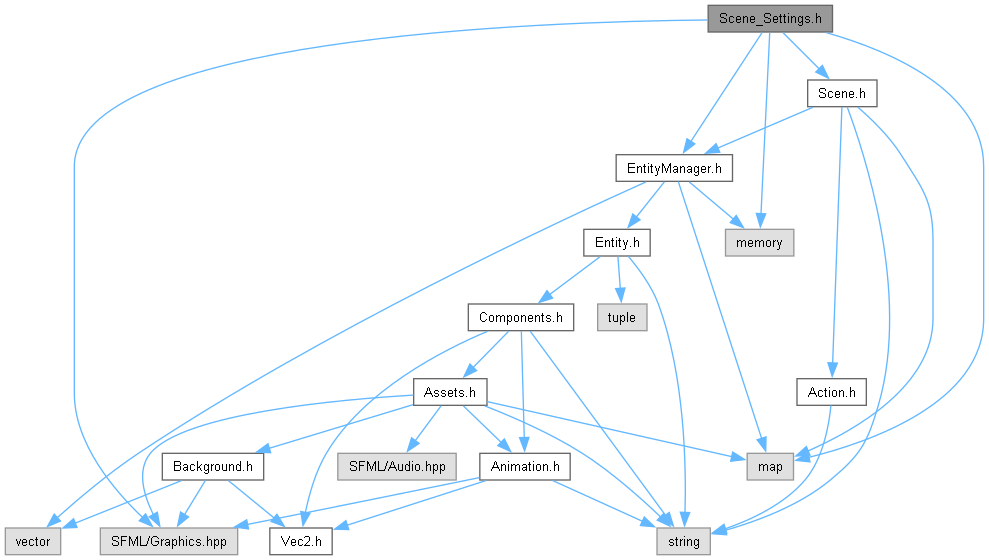 Scene_Settings.h
Scene.h
EntityManager.h
Entity.h
memory
Components.h
tuple
Assets.h
Action.h
Background.h
SFML/Audio.hpp
Animation.h
map
vector
SFML/Graphics.hpp
Vec2.h
string